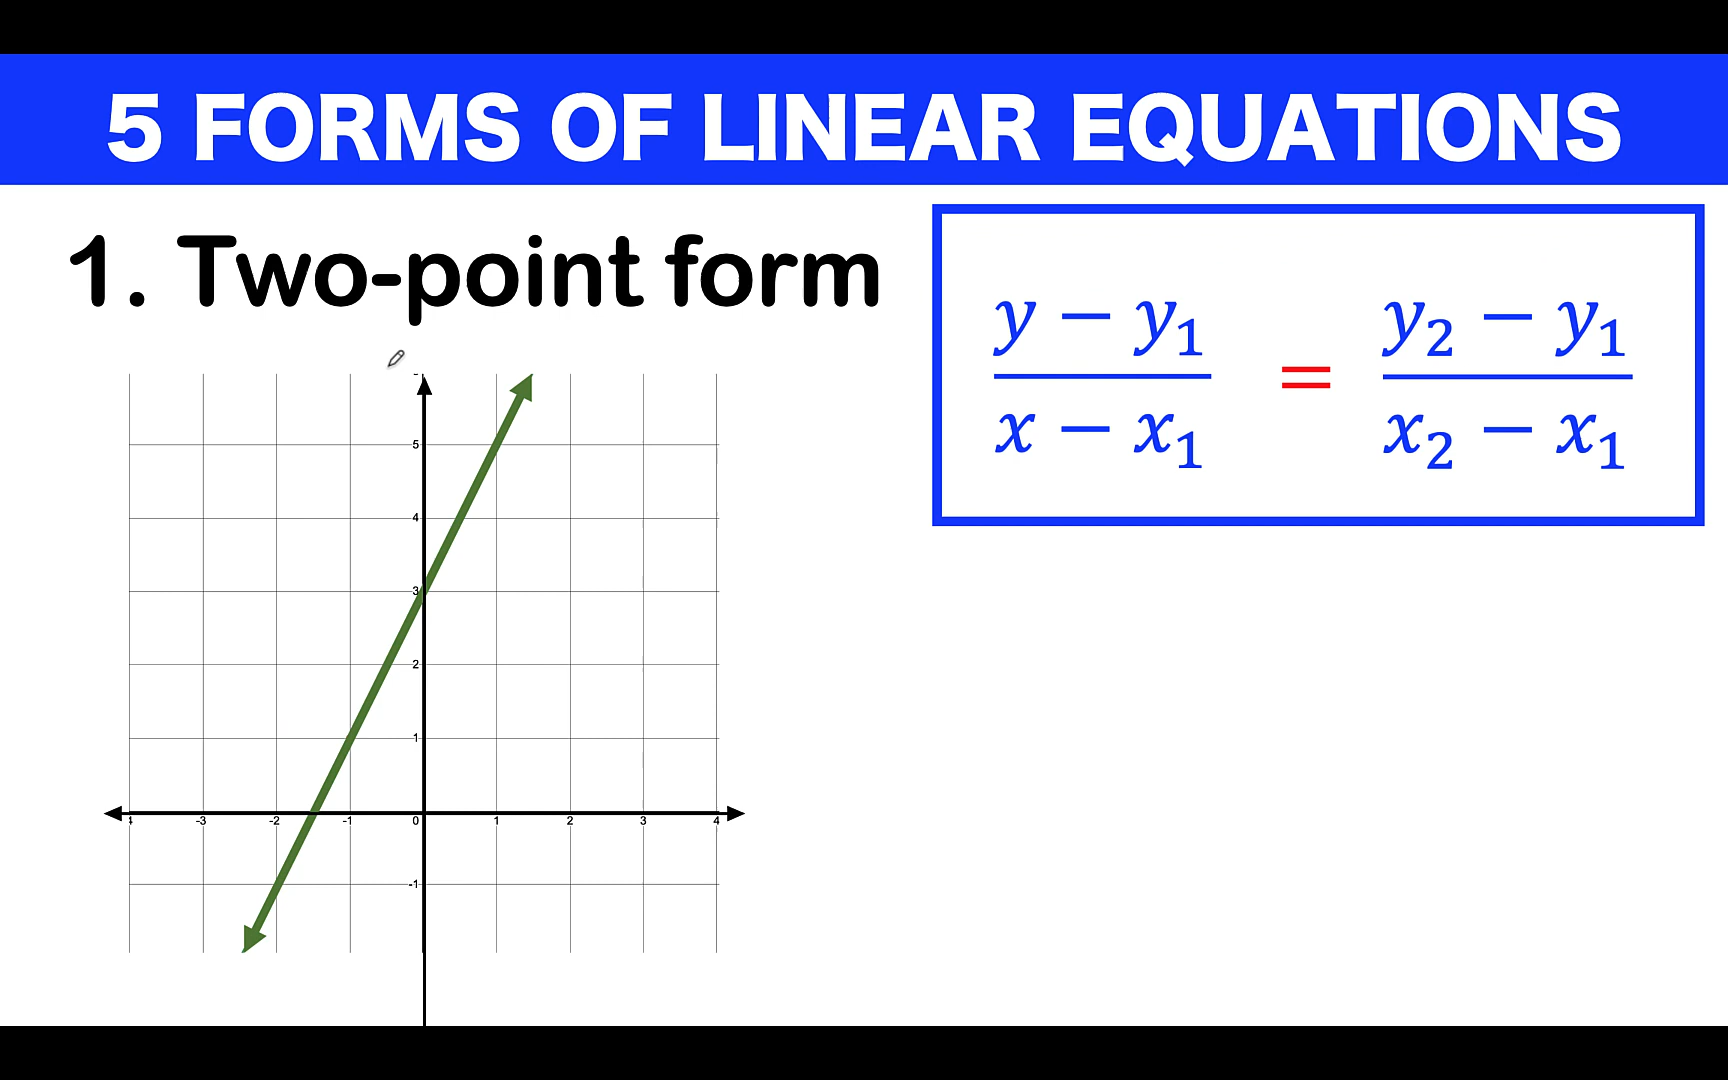 5 FORMS OF LINEAR EQUATIONS
1. Two-point form
y − y₁ / x − x₁ = y₂ − y₁ / x₂ − x₁
5
4
3
2
1
-3 -2 -1 0 1 2 3 4
-1